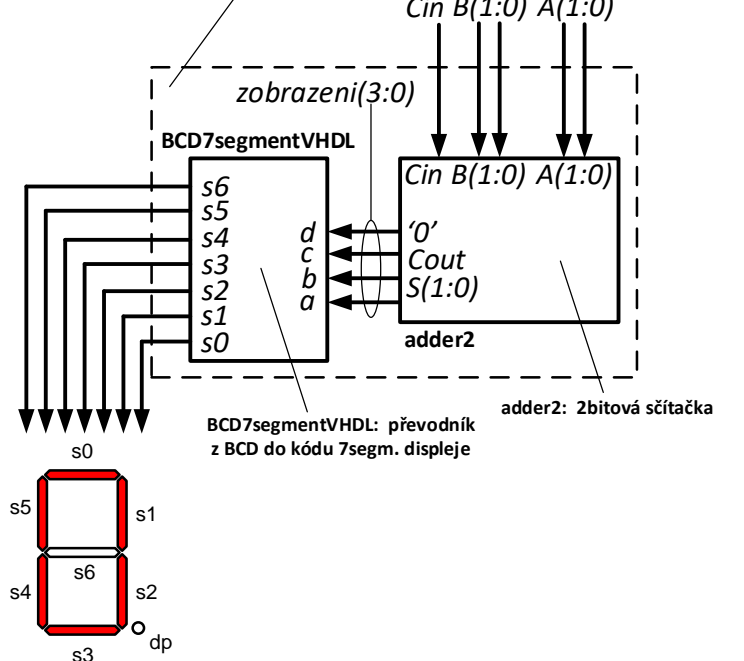 Cin B(1:0) A(1:0)
zobrazeni(3:0)
BCD7segmentVHDL
Cin B(1:0) A(1:0)
s6
s5
s4
s3
s2
s1
s0
d
c
b
a
‘0’
Cout
S(1:0)
adder2
adder2: 2bitová sčítačka
BCD7segmentVHDL: převodník
z BCD do kódu 7segm. displeje
s0
s5
s1
s6
s4
s2
dp
s3